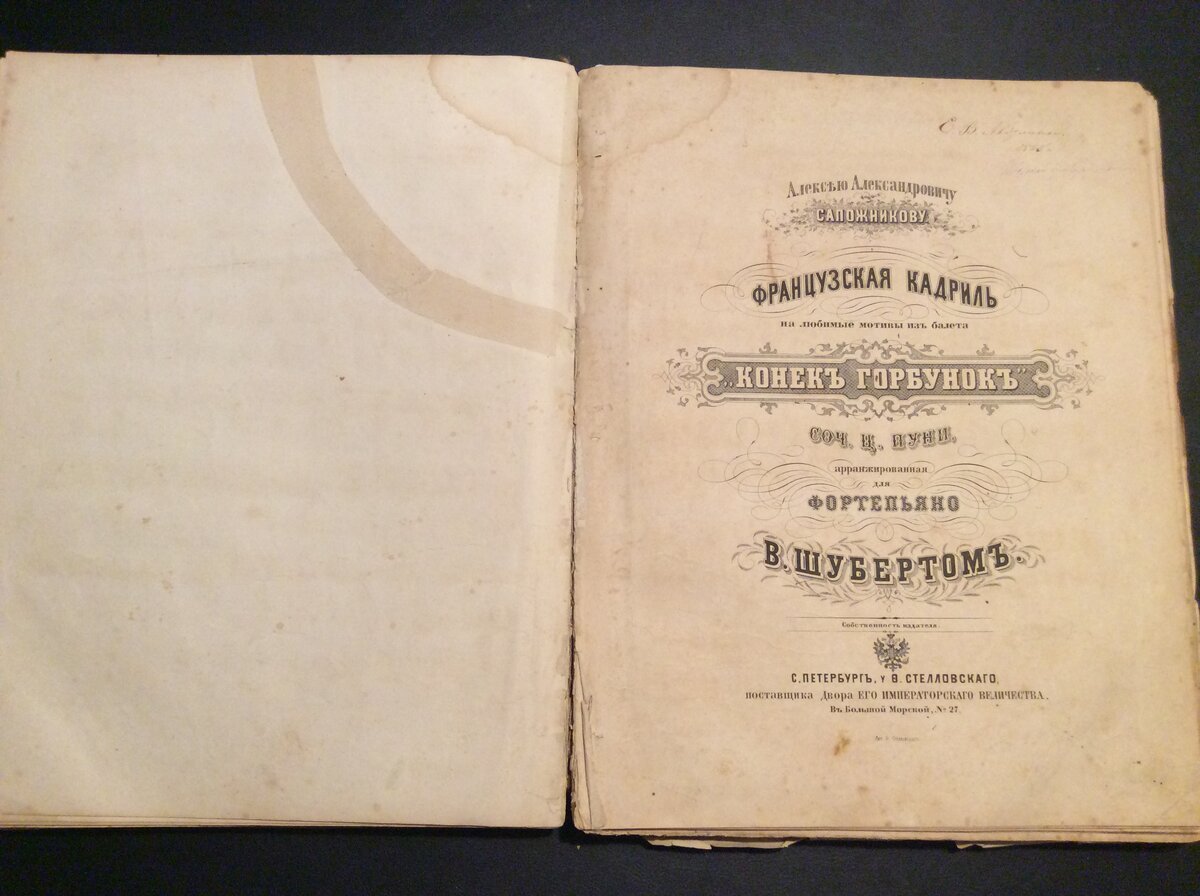 Е. В.
Алексѣю Александровичу
САПОЖНИКОВУ
ФРАНЦУЗСКАЯ КАДРИЛЬ
на любимые мотивы изъ балета
„КОНЕКЪ ГОРБУНОКЪ"
СОЧ. Ц. ПУНИ.
арранжированная
для
ФОРТЕПЬЯНО
В. ШУБЕРТОМЪ.
Собственность издателя.
С. ПЕТЕРБУРГЪ, у Ѳ. СТЕЛЛОВСКАГО,
поставщика Двора ЕГО ИМПЕРАТОРСКАГО ВЕЛИЧЕСТВА.
Въ Большой Морской, № 27.